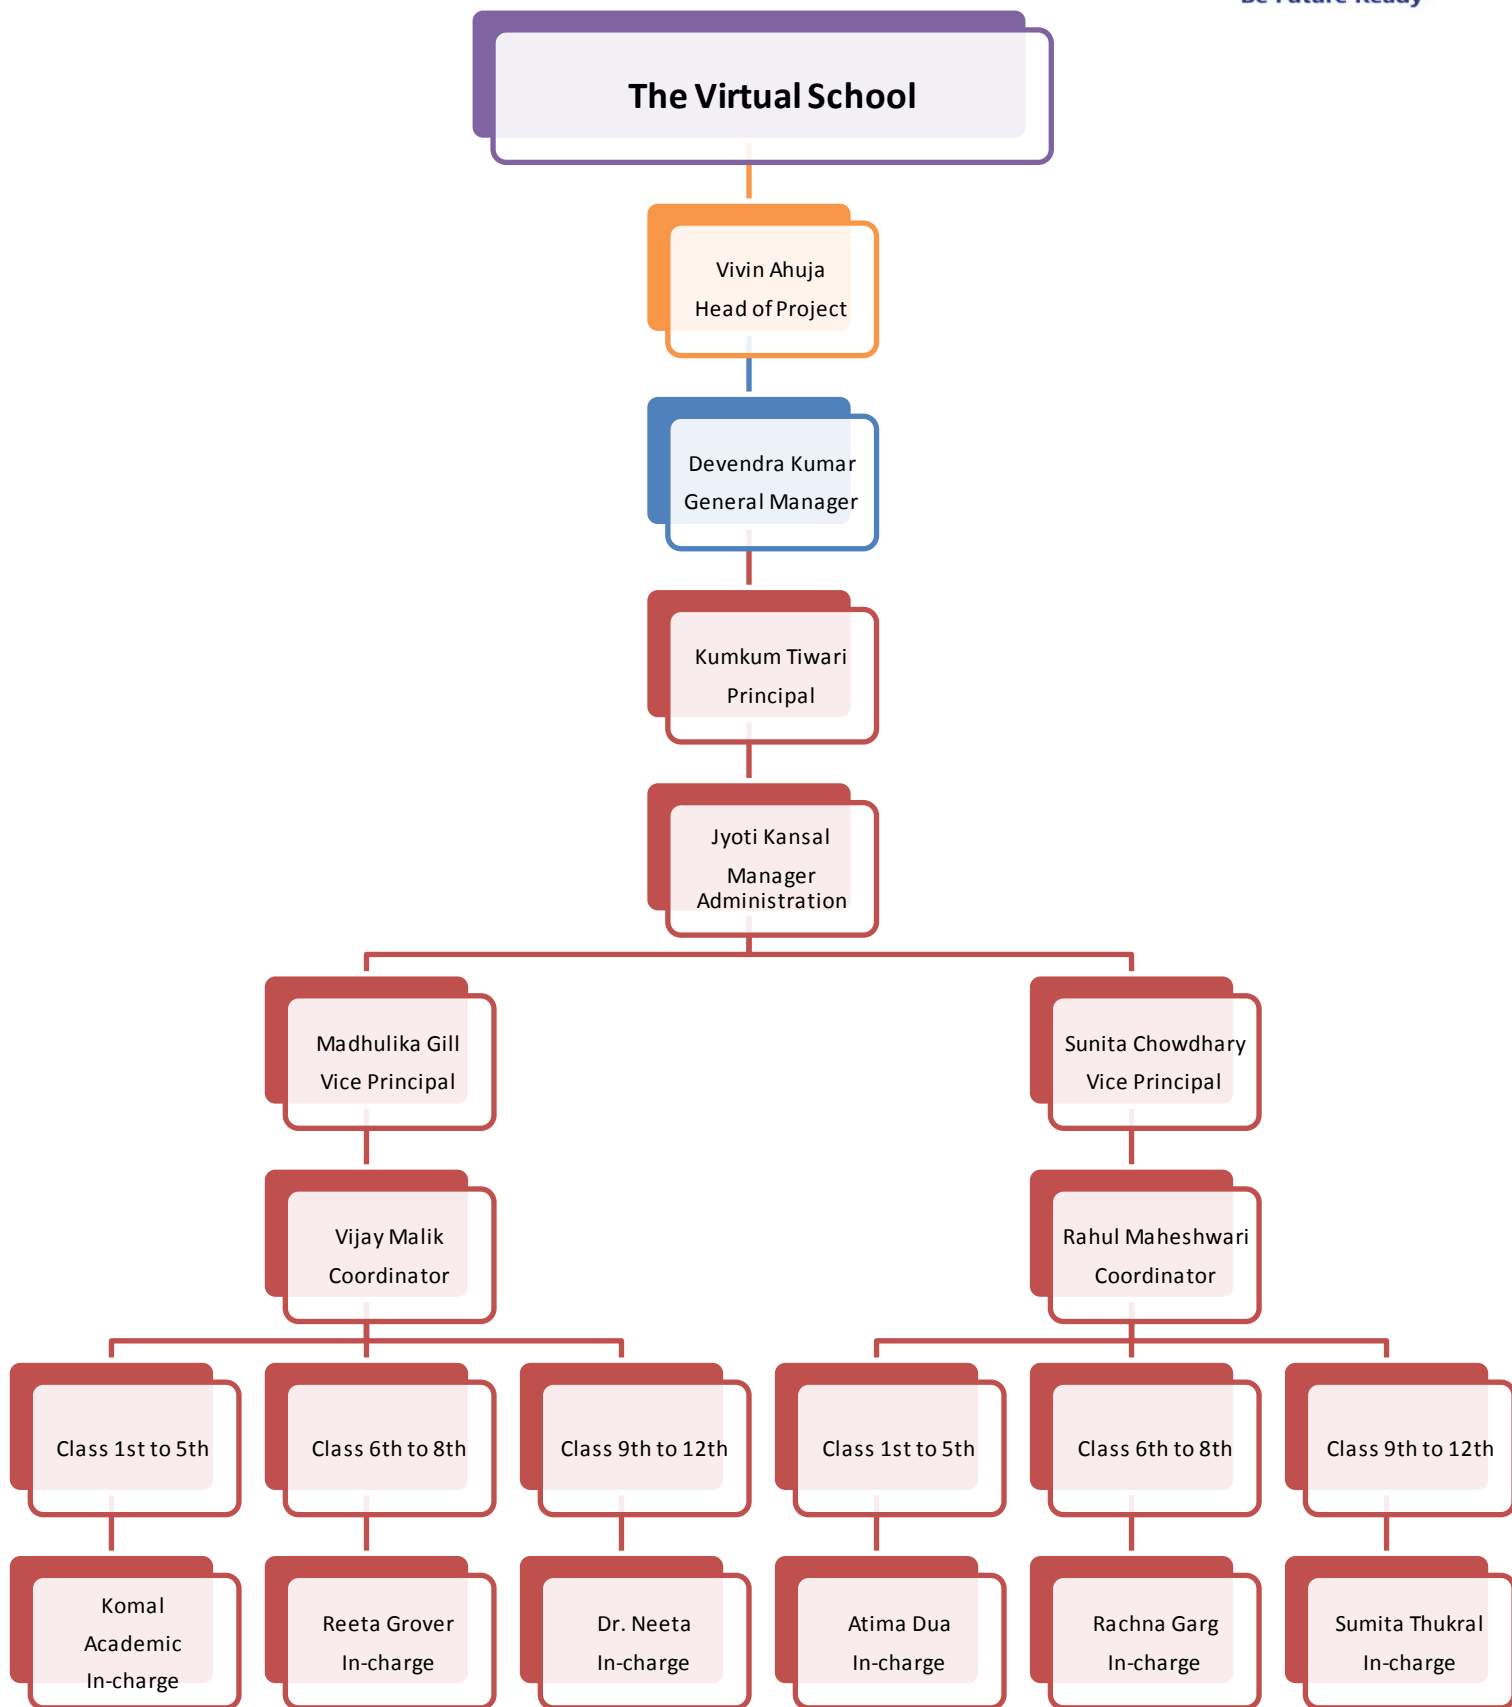 Be Future Ready
The Virtual School
Vivin Ahuja
Head of Project
Devendra Kumar
General Manager
Kumkum Tiwari
Principal
Jyoti Kansal
Manager
Administration
Madhulika Gill
Vice Principal
Sunita Chowdhary
Vice Principal
Vijay Malik
Coordinator
Rahul Maheshwari
Coordinator
Class 1st to 5th
Class 6th to 8th
Class 9th to 12th
Class 1st to 5th
Class 6th to 8th
Class 9th to 12th
Komal
Academic
In-charge
Reeta Grover
In-charge
Dr. Neeta
In-charge
Atima Dua
In-charge
Rachna Garg
In-charge
Sumita Thukral
In-charge